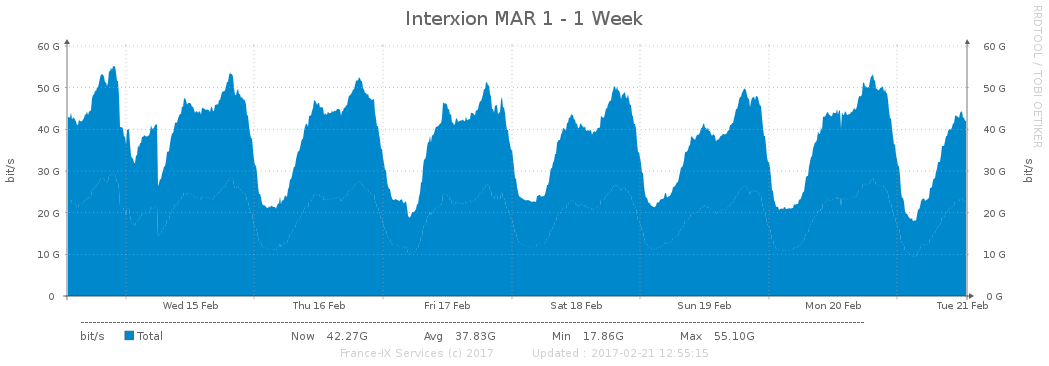 Interxion MAR 1 - 1 Week
RRDTOOL / TOBI OETIKER
60 G 60 G
50 G 50 G
40 G 40 G
30 G 30 G
20 G 20 G
10 G 10 G
0 0 G
bit/s bit/s
Wed 15 Feb Thu 16 Feb Fri 17 Feb Sat 18 Feb Sun 19 Feb Mon 20 Feb Tue 21 Feb
bit/s Total Now 42.27G Avg 37.83G Min 17.86G Max 55.10G
France-IX Services (c) 2017 Updated : 2017-02-21 12:55:15